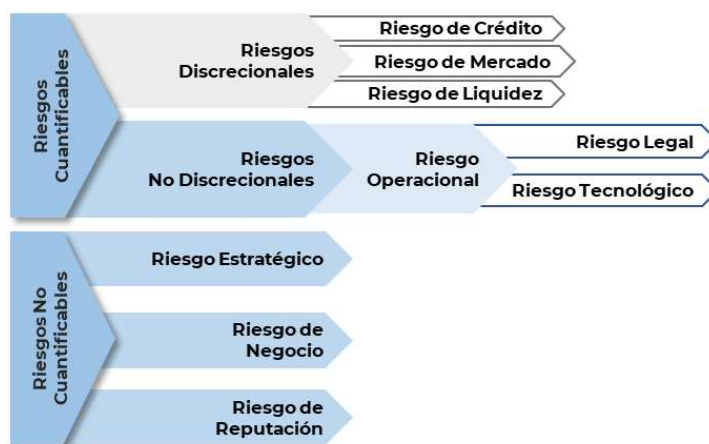 Riesgos
Cuantificables
Riesgos
Discrecionales
Riesgo de Crédito
Riesgo de Mercado
Riesgo de Liquidez
Riesgos
No Discrecionales
Riesgo
Operacional
Riesgo Legal
Riesgo Tecnológico
Riesgos No
Cuantificables
Riesgo Estratégico
Riesgo de
Negocio
Riesgo de
Reputación